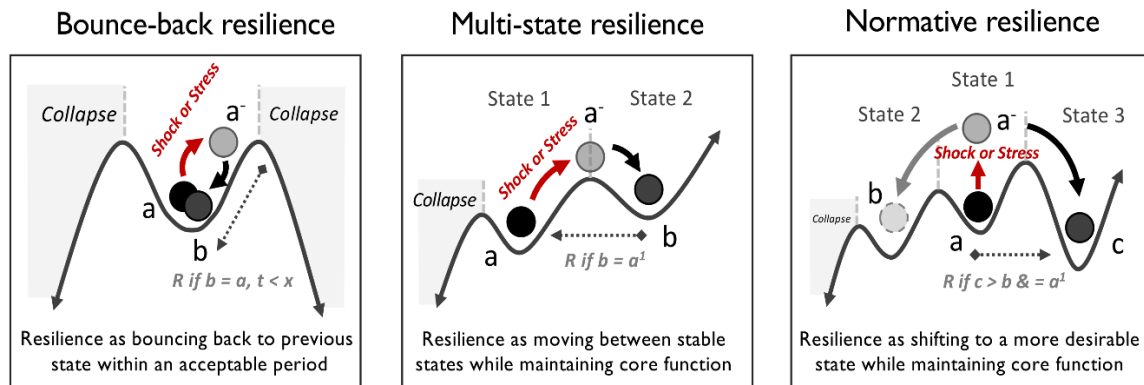 Bounce-back resilience
Collapse
Collapse
Shock or Stress
a⁻
a
b
R if b = a, t < x
Resilience as bouncing back to previous
state within an acceptable period
Multi-state resilience
State 1
a⁻
State 2
Shock or Stress
Collapse
a
b
R if b = a¹
Resilience as moving between stable
states while maintaining core function
Normative resilience
State 1
State 2
a⁻
State 3
Shock or Stress
b
Collapse
a
c
R if c > b & = a¹
Resilience as shifting to a more desirable
state while maintaining core function